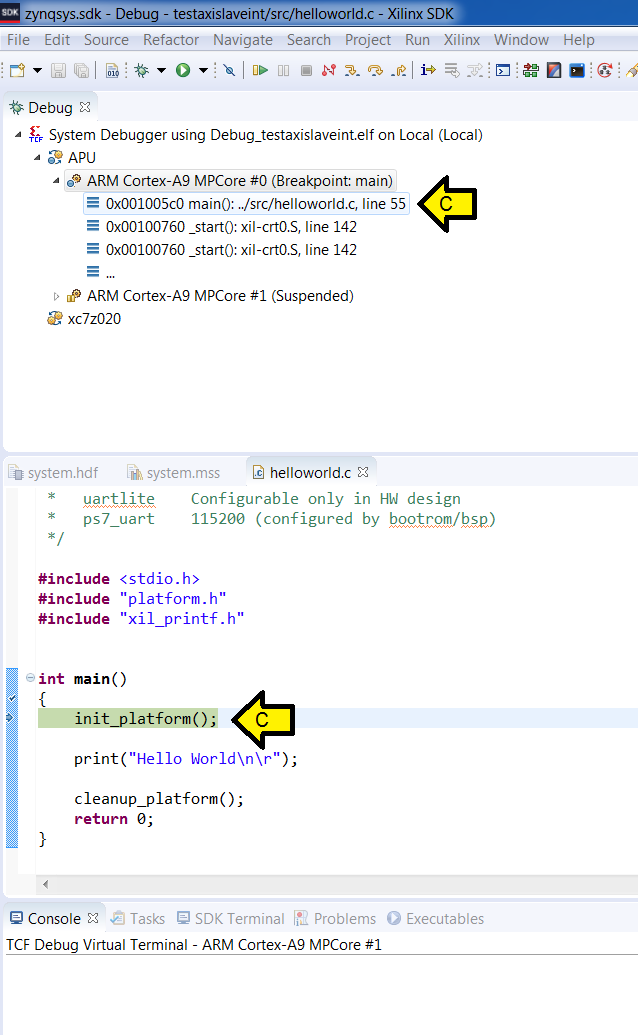 SDK zynqsys.sdk - Debug - testaxislaveint/src/helloworld.c - Xilinx SDK
File Edit Source Refactor Navigate Search Project Run Xilinx Window Help
010
Debug
TCF System Debugger using Debug_testaxislaveint.elf on Local (Local)
APU
ARM Cortex-A9 MPCore #0 (Breakpoint: main)
0x001005c0 main(): ../src/helloworld.c, line 55 C
0x00100760 _start(): xil-crt0.S, line 142
0x00100760 _start(): xil-crt0.S, line 142
...
ARM Cortex-A9 MPCore #1 (Suspended)
xc7z020
system.hdf system.mss helloworld.c
* uartlite Configurable only in HW design
* ps7_uart 115200 (configured by bootrom/bsp)
*/
#include <stdio.h>
#include "platform.h"
#include "xil_printf.h"
int main()
{
init_platform(); C
print("Hello World\n\r");
cleanup_platform();
return 0;
}
Console Tasks SDK Terminal Problems Executables
TCF Debug Virtual Terminal - ARM Cortex-A9 MPCore #1